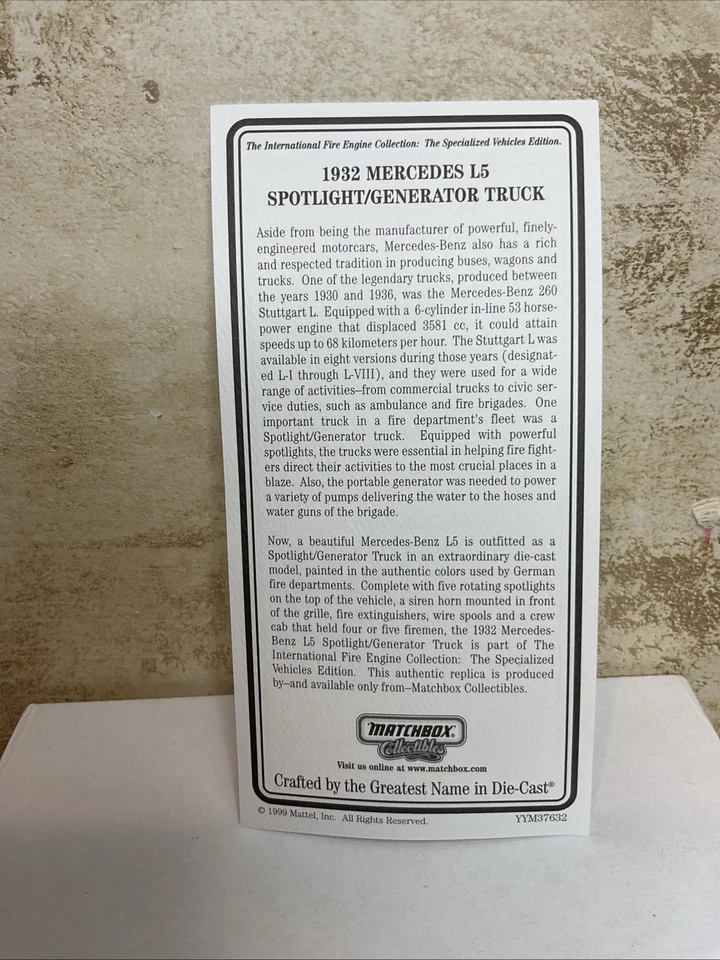 The International Fire Engine Collection: The Specialized Vehicles Edition.
1932 MERCEDES L5
SPOTLIGHT/GENERATOR TRUCK
Aside from being the manufacturer of powerful, finely-
engineered motorcars, Mercedes-Benz also has a rich
and respected tradition in producing buses, wagons and
trucks. One of the legendary trucks, produced between
the years 1930 and 1936, was the Mercedes-Benz 260
Stuttgart L. Equipped with a 6-cylinder in-line 53 horse-
power engine that displaced 3581 cc, it could attain
speeds up to 68 kilometers per hour. The Stuttgart L was
available in eight versions during those years (designat-
ed L-I through L-VIII), and they were used for a wide
range of activities–from commercial trucks to civic ser-
vice duties, such as ambulance and fire brigades. One
important truck in a fire department's fleet was a
Spotlight/Generator truck. Equipped with powerful
spotlights, the trucks were essential in helping fire fight-
ers direct their activities to the most crucial places in a
blaze. Also, the portable generator was needed to power
a variety of pumps delivering the water to the hoses and
water guns of the brigade.
Now, a beautiful Mercedes-Benz L5 is outfitted as a
Spotlight/Generator Truck in an extraordinary die-cast
model, painted in the authentic colors used by German
fire departments. Complete with five rotating spotlights
on the top of the vehicle, a siren horn mounted in front
of the grille, fire extinguishers, wire spools and a crew
cab that held four or five firemen, the 1932 Mercedes-
Benz L5 Spotlight/Generator Truck is part of The
International Fire Engine Collection: The Specialized
Vehicles Edition. This authentic replica is produced
by–and available only from–Matchbox Collectibles.
"MATCHBOX"®
Collectibles
Visit us online at www.matchbox.com
Crafted by the Greatest Name in Die-Cast®
© 1999 Mattel, Inc. All Rights Reserved.
YYM37632